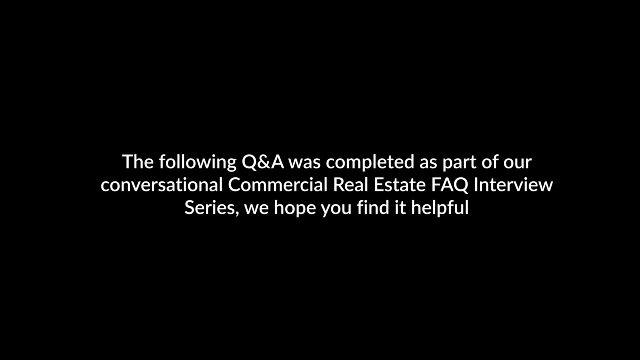 The following Q&A was completed as part of our
conversational Commercial Real Estate FAQ Interview
Series, we hope you find it helpful